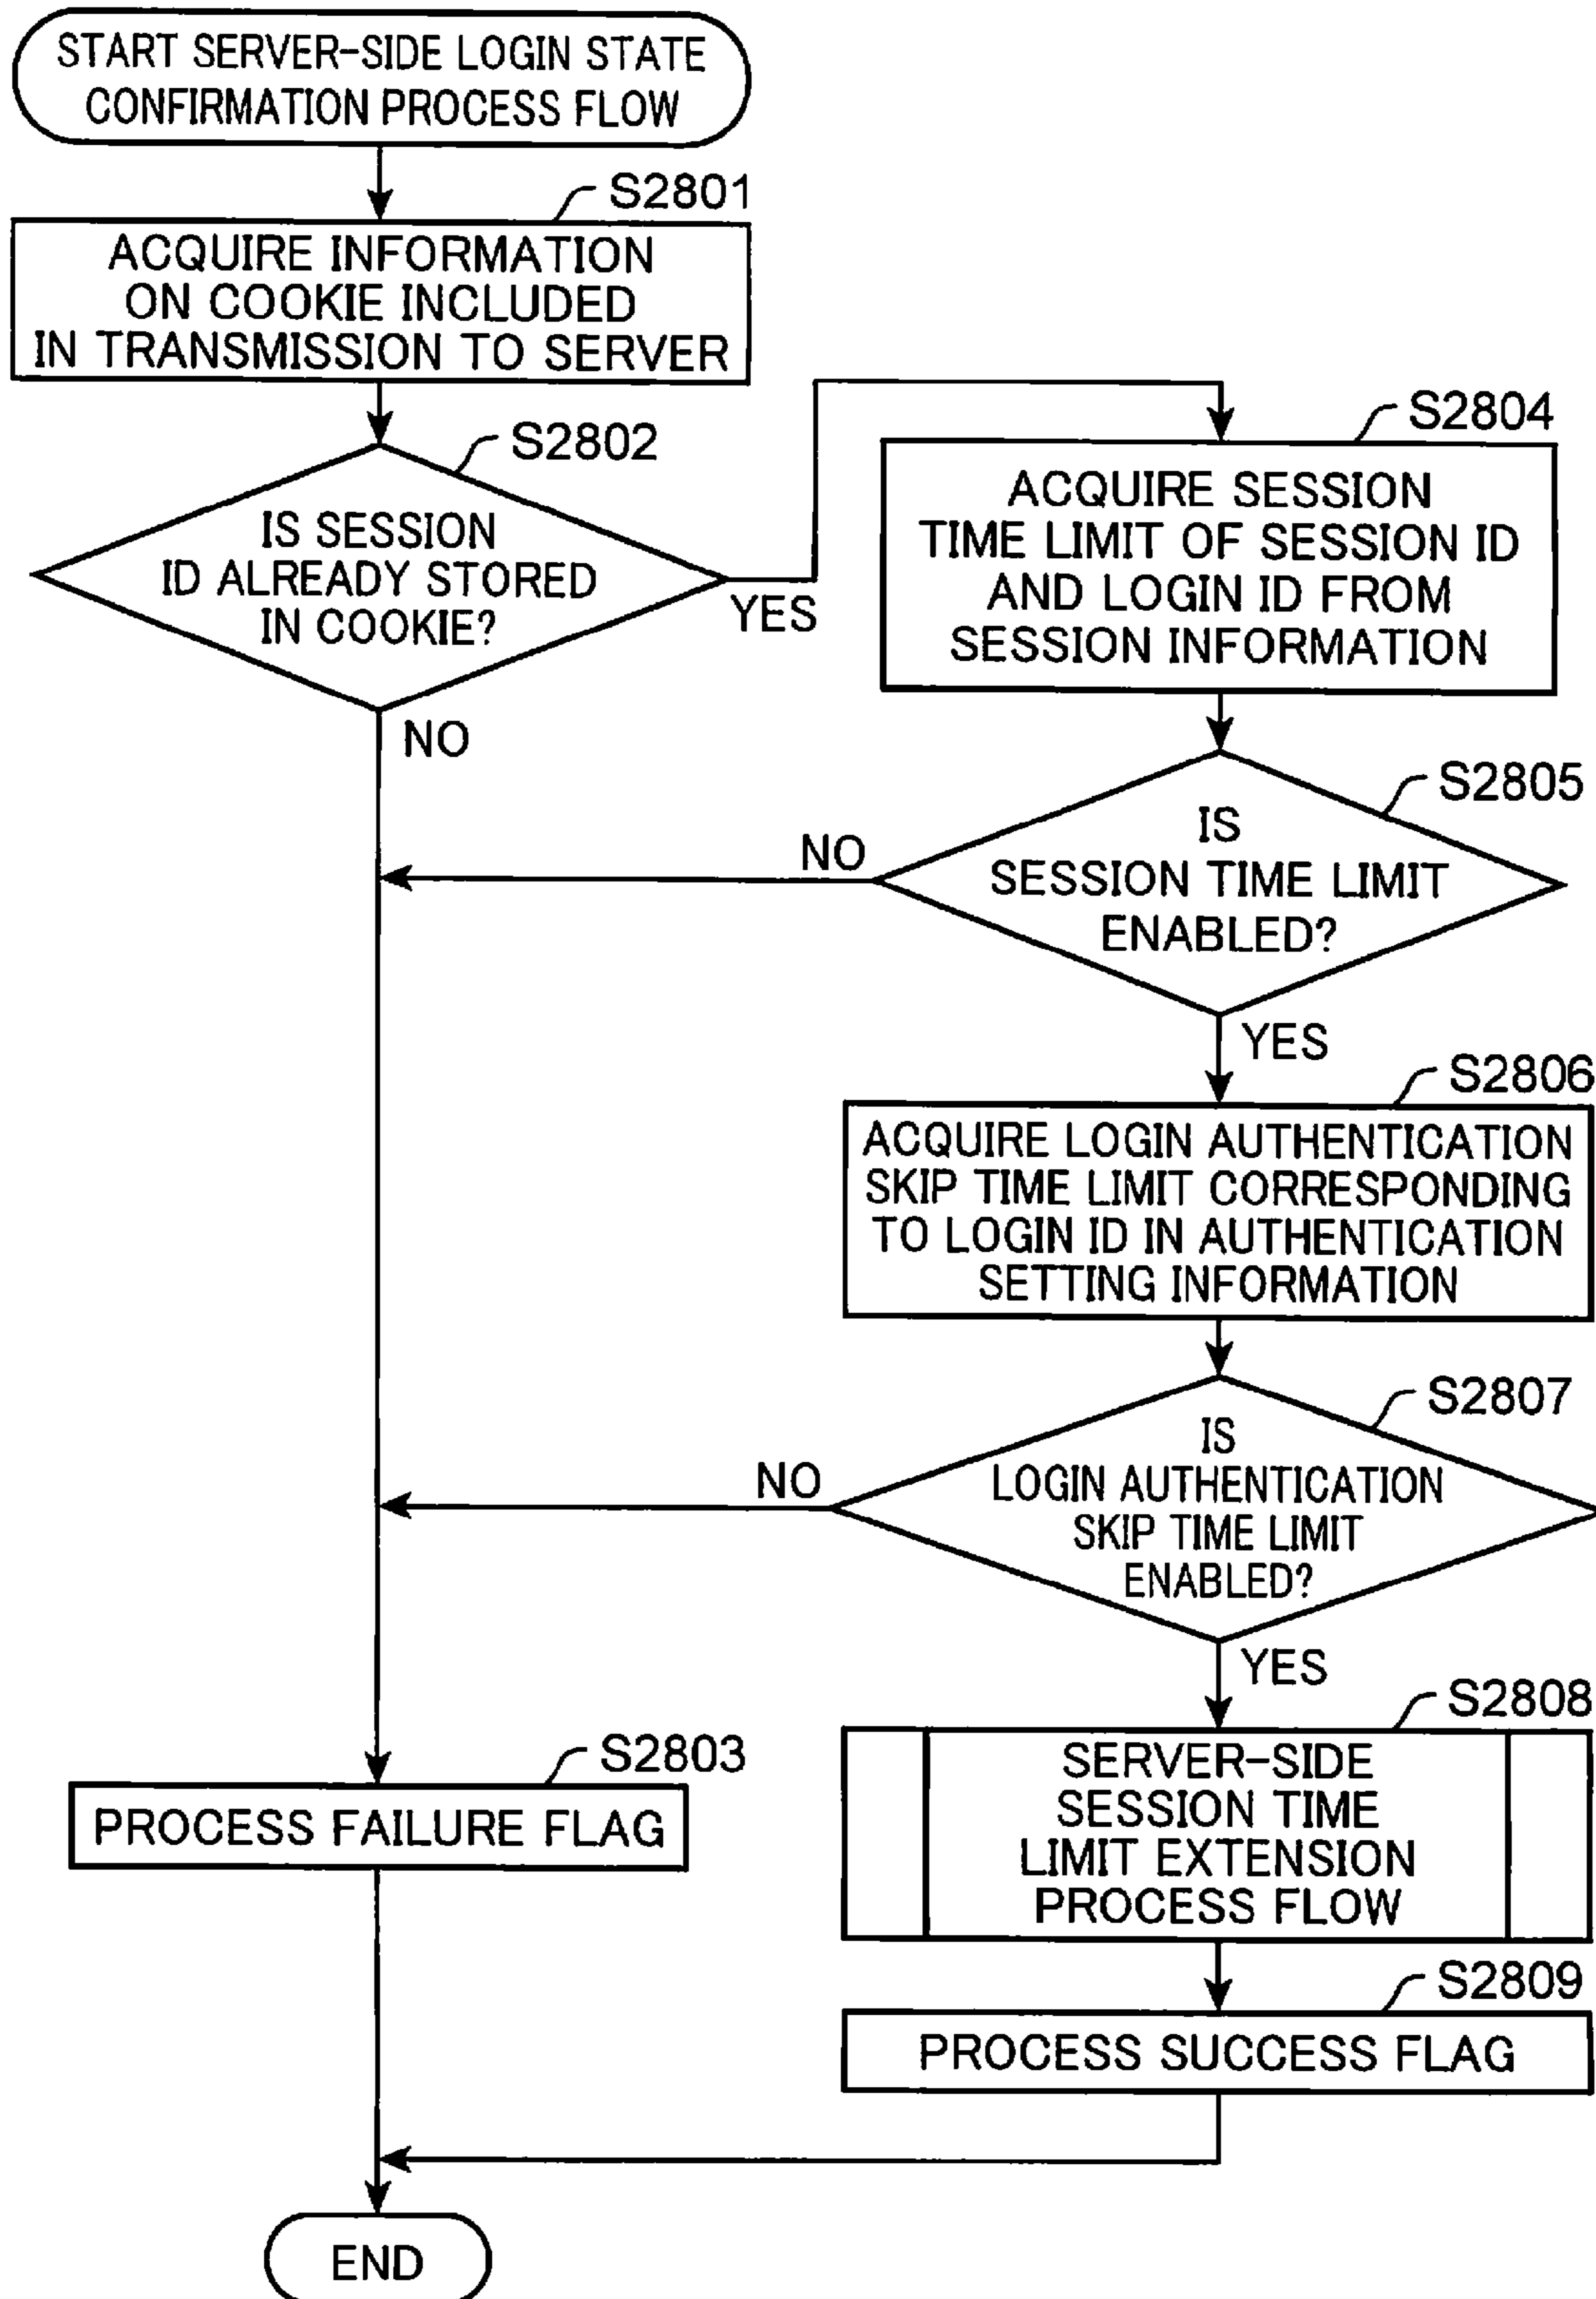 START SERVER-SIDE LOGIN STATE
CONFIRMATION PROCESS FLOW
S2801
ACQUIRE INFORMATION
ON COOKIE INCLUDED
IN TRANSMISSION TO SERVER
S2802
IS SESSION
ID ALREADY STORED
IN COOKIE?
YES
NO
S2804
ACQUIRE SESSION
TIME LIMIT OF SESSION ID
AND LOGIN ID FROM
SESSION INFORMATION
S2805
IS
SESSION TIME LIMIT
ENABLED?
NO
YES
S2806
ACQUIRE LOGIN AUTHENTICATION
SKIP TIME LIMIT CORRESPONDING
TO LOGIN ID IN AUTHENTICATION
SETTING INFORMATION
S2807
IS
LOGIN AUTHENTICATION
SKIP TIME LIMIT
ENABLED?
NO
YES
S2808
SERVER-SIDE
SESSION TIME
LIMIT EXTENSION
PROCESS FLOW
S2803
PROCESS FAILURE FLAG
S2809
PROCESS SUCCESS FLAG
END